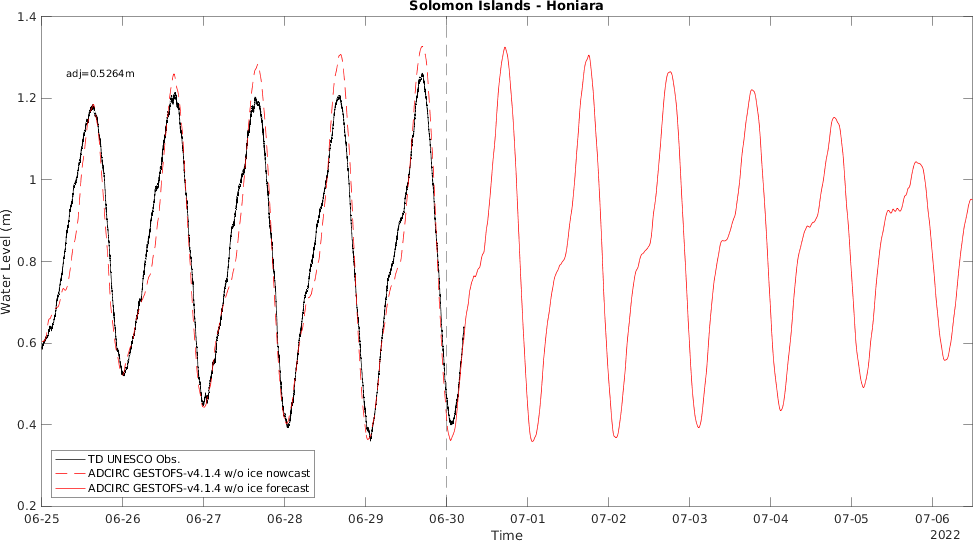 Solomon Islands - Honiara
1.4
1.2
1
0.8
0.6
0.4
0.2
Water Level (m)
adj=0.5264m
TD UNESCO Obs.
ADCIRC GESTOFS-v4.1.4 w/o ice nowcast
ADCIRC GESTOFS-v4.1.4 w/o ice forecast
06-25 06-26 06-27 06-28 06-29 06-30 07-01 07-02 07-03 07-04 07-05 07-06
Time
2022